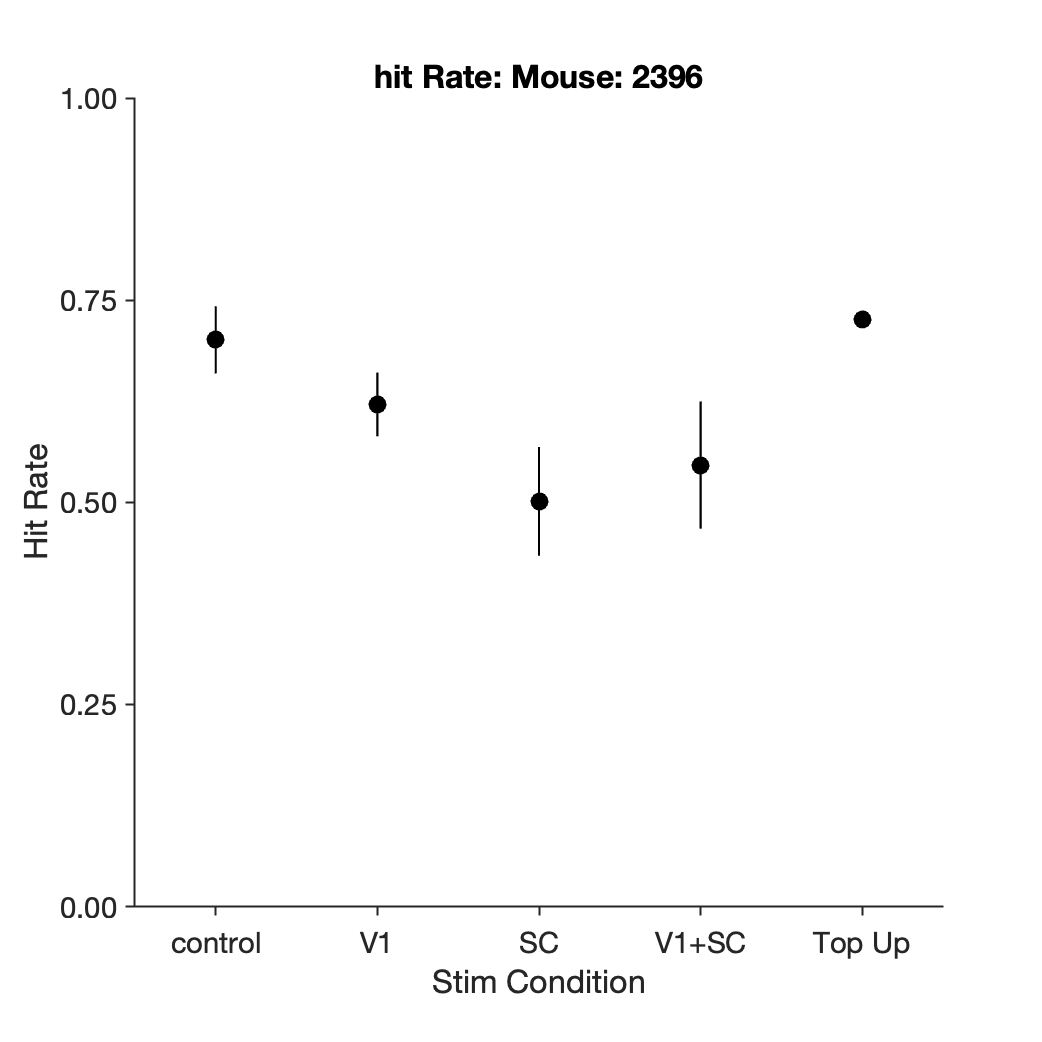 hit Rate: Mouse: 2396
1.00
0.75
0.50
0.25
0.00
Hit Rate
control V1 SC V1+SC Top Up
Stim Condition